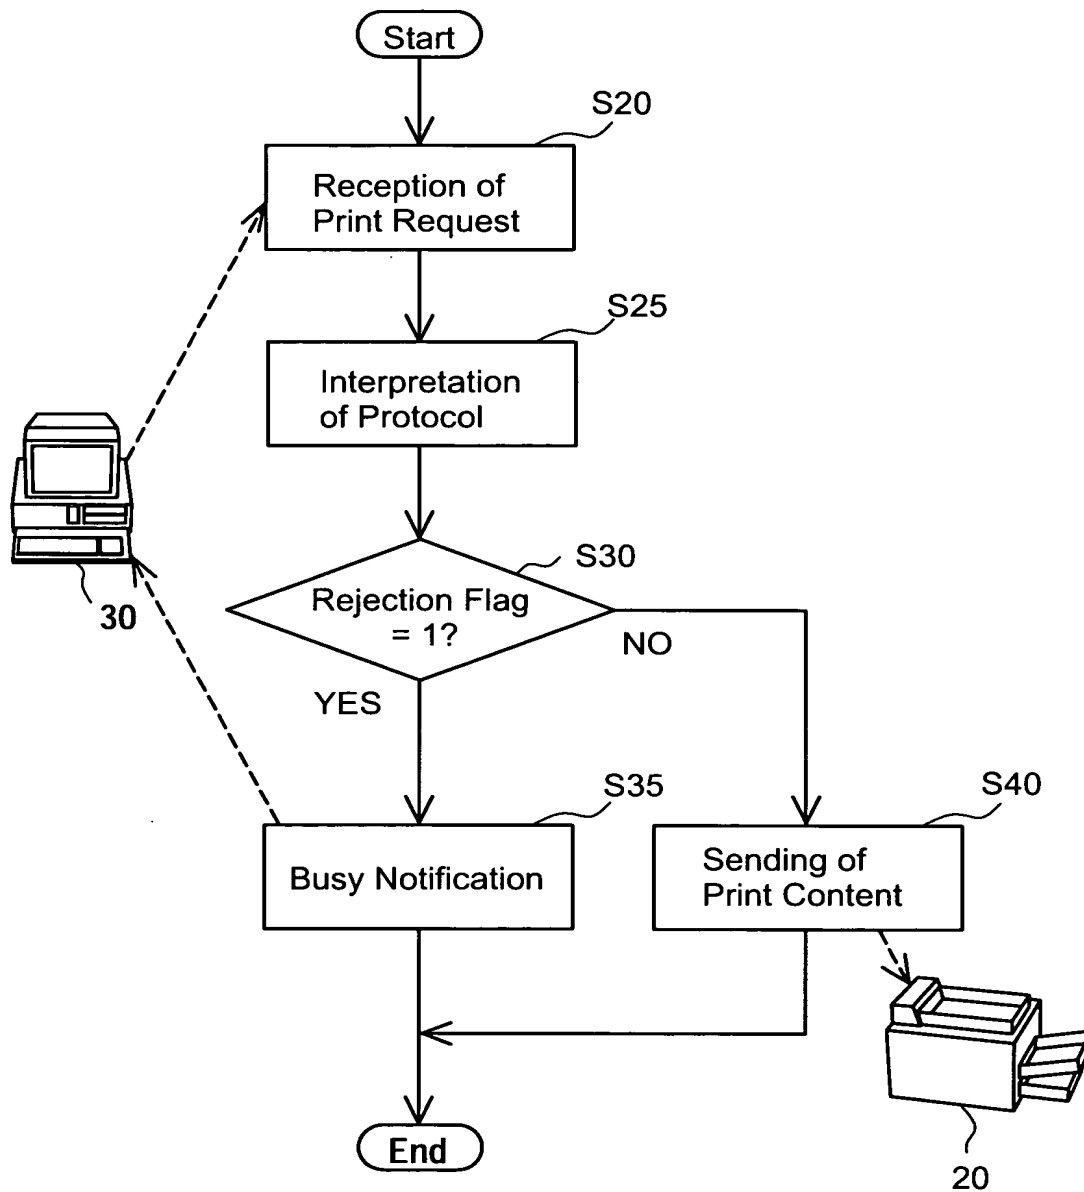 Start
S20
Reception of
Print Request
S25
Interpretation
of Protocol
30
S30
Rejection Flag
= 1?
NO
YES
S35
S40
Busy Notification
Sending of
Print Content
End
20